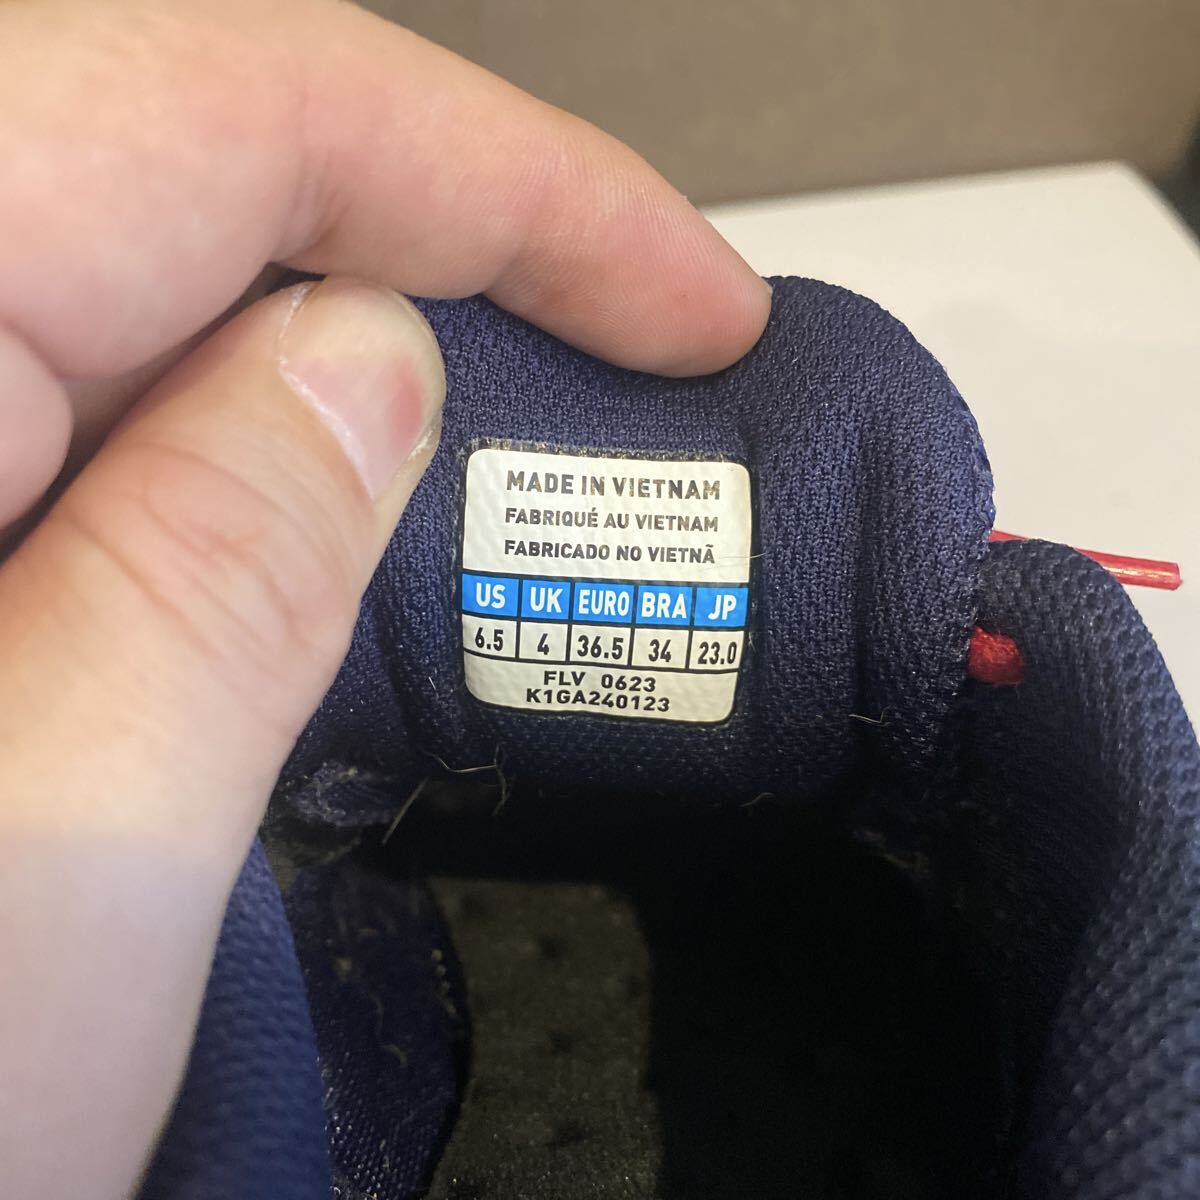 MADE IN VIETNAM
FABRIQUÉ AU VIETNAM
FABRICADO NO VIETNÃ
US UK EURO BRA JP
6.5 4 36.5 34 23.0
FLV 0623
K1GA240123